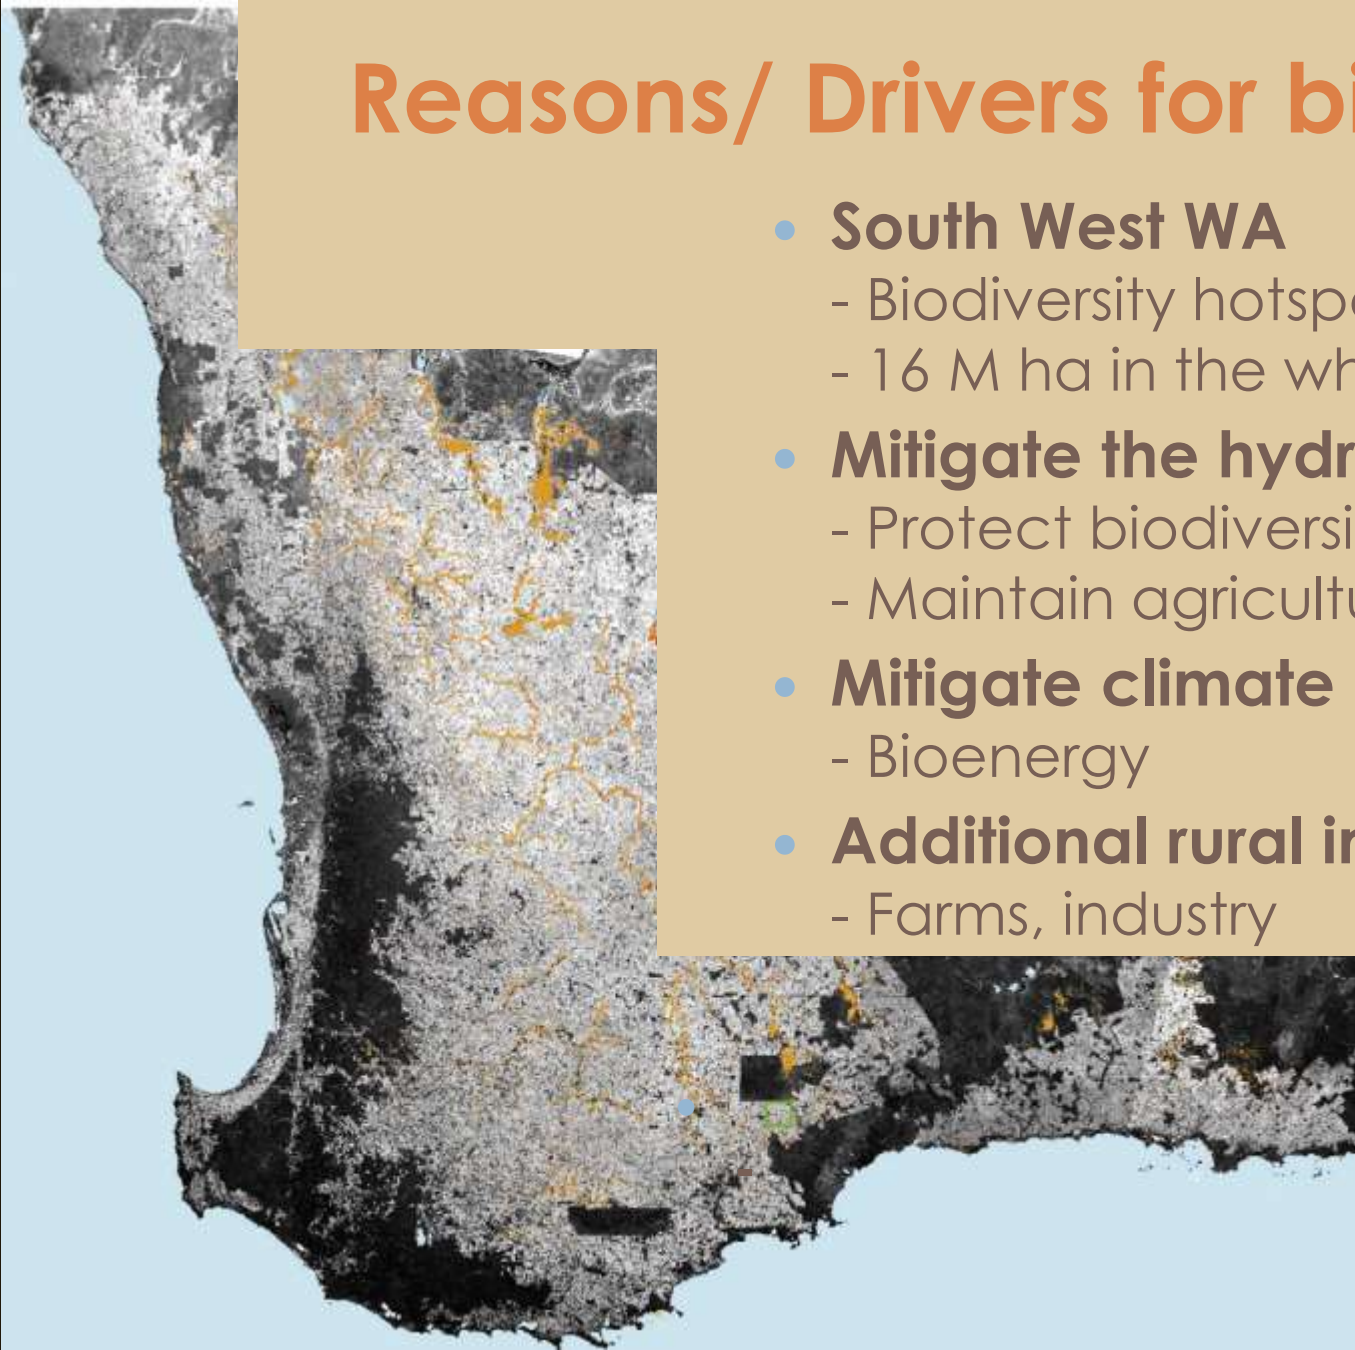 Reasons/ Drivers for bi
• South West WA
- Biodiversity hotsp
- 16 M ha in the wh
• Mitigate the hydr
- Protect biodiversi
- Maintain agricultu
• Mitigate climate
- Bioenergy
• Additional rural in
- Farms, industry